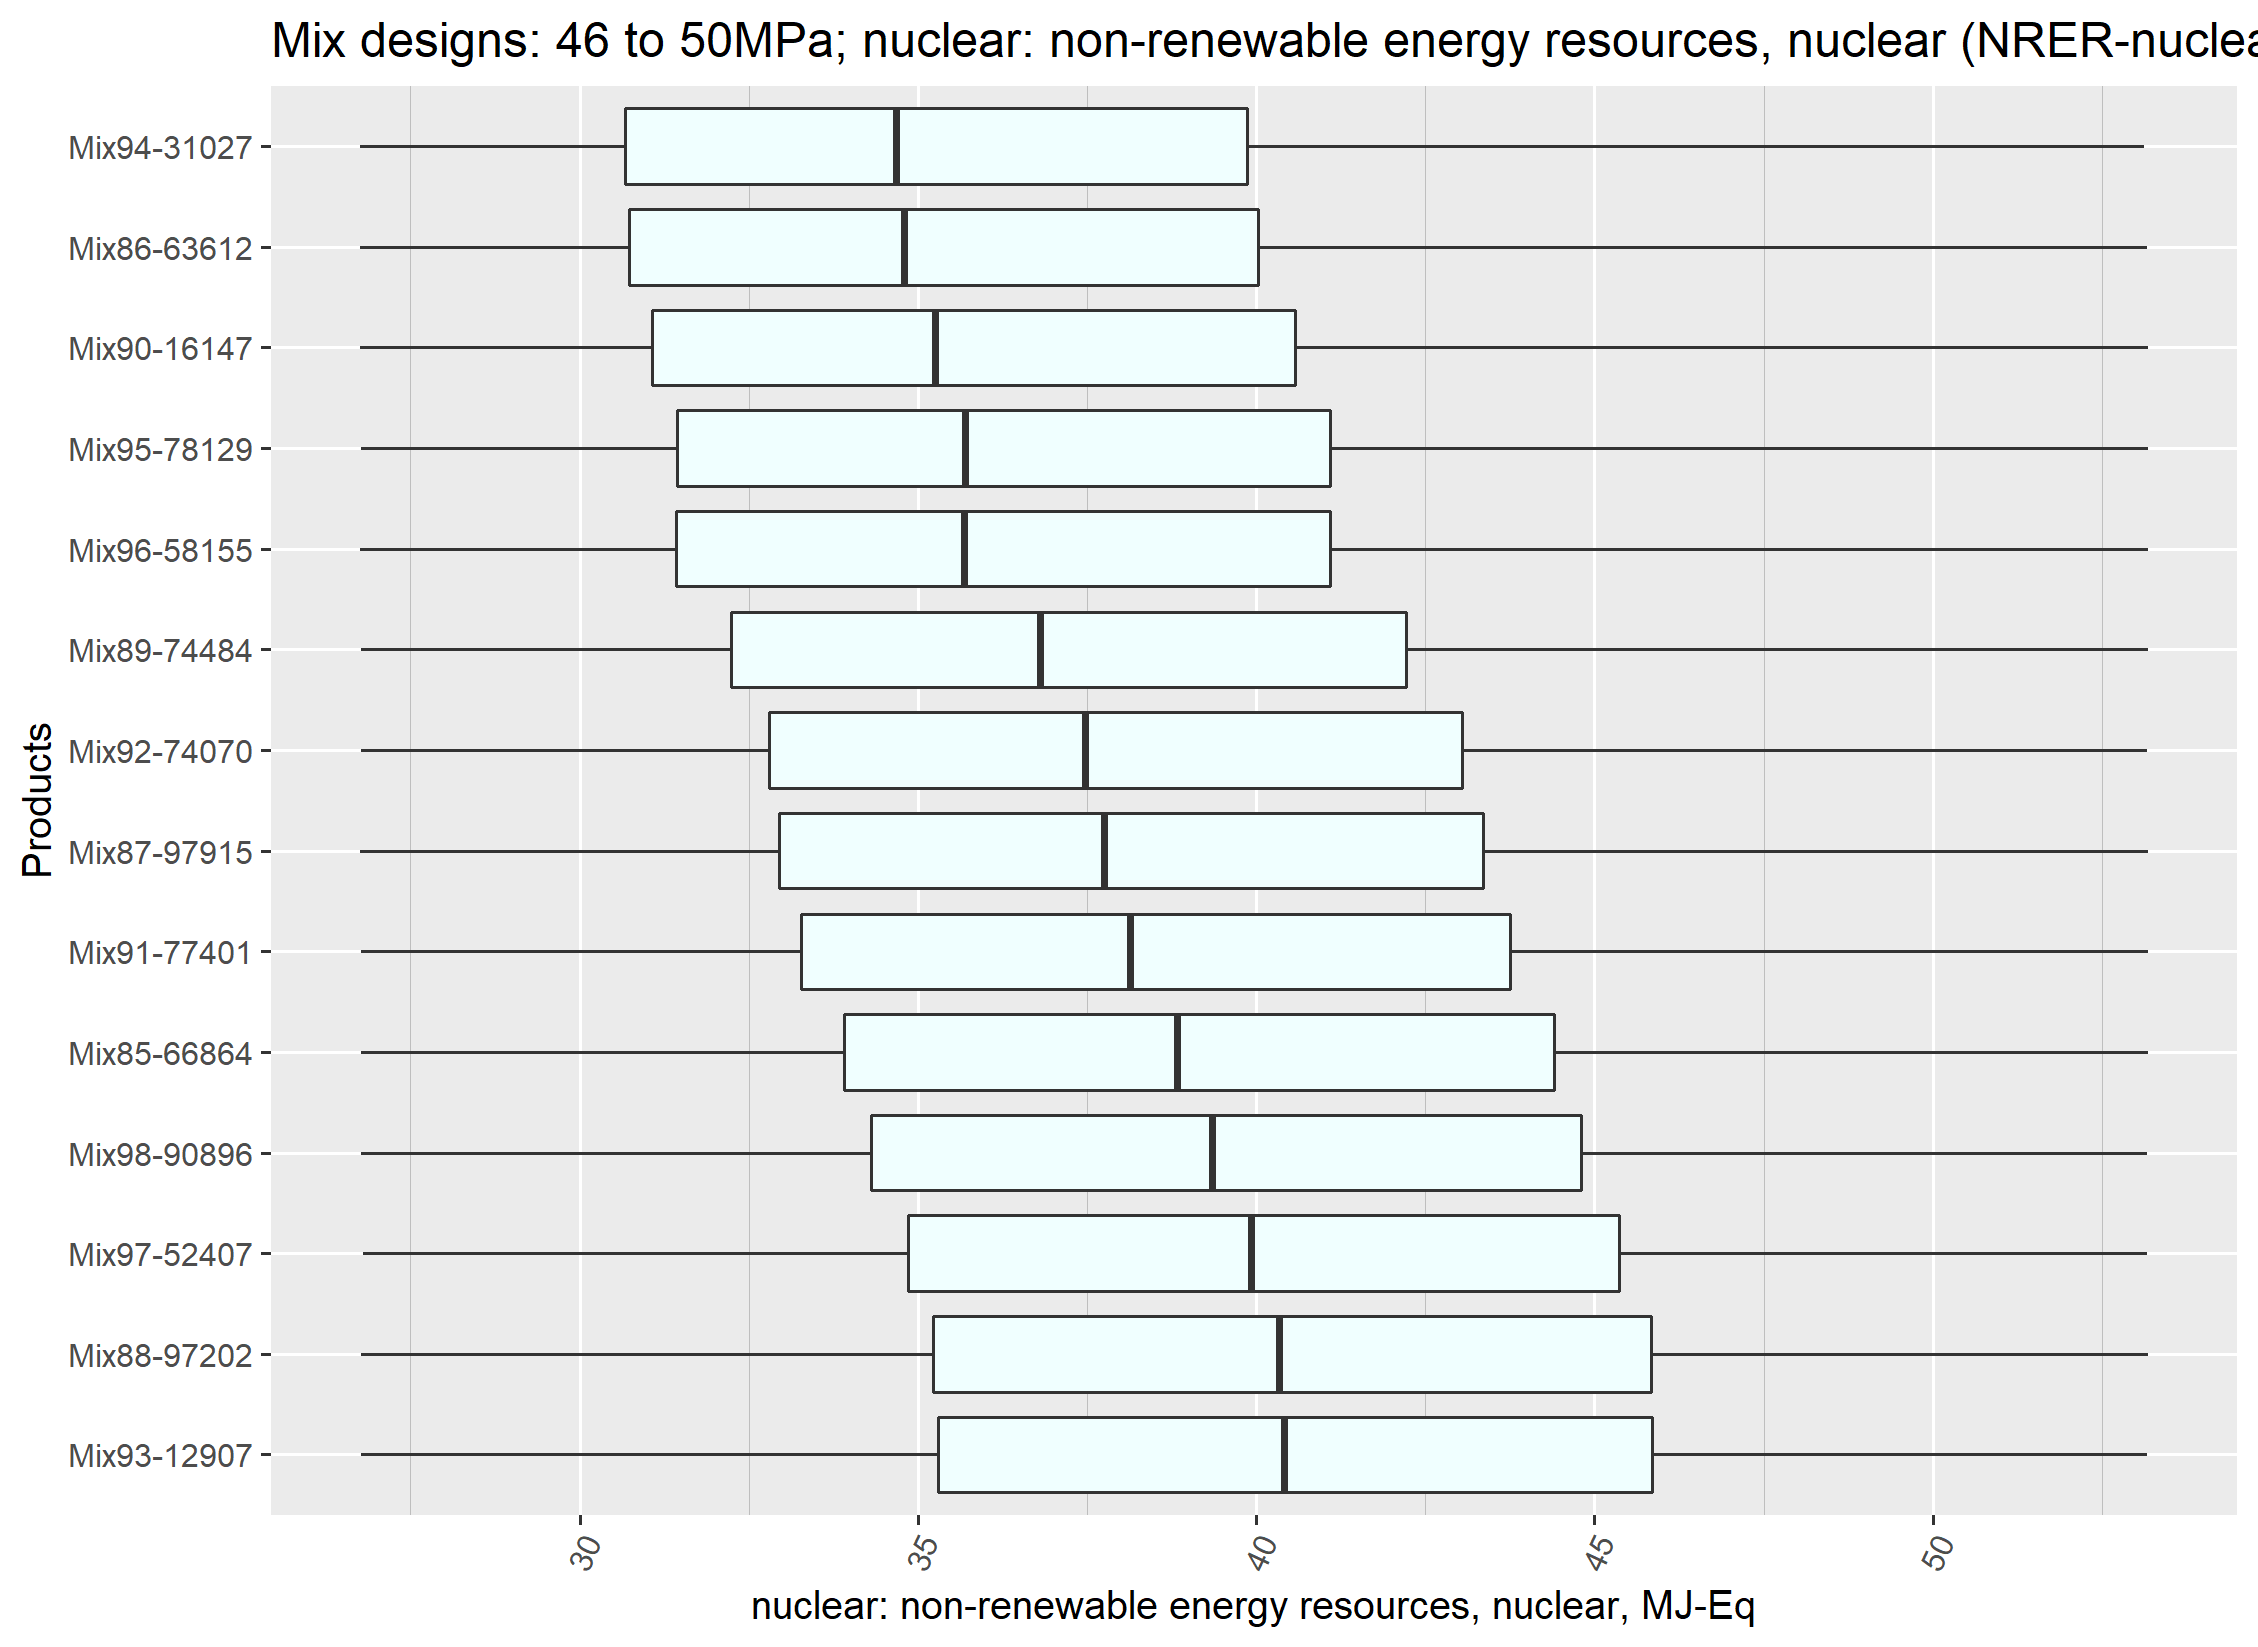 Mix designs: 46 to 50MPa; nuclear: non-renewable energy resources, nuclear (NRER-nuclea
Mix94-31027
Mix86-63612
Mix90-16147
Mix95-78129
Mix96-58155
Mix89-74484
Mix92-74070
Mix87-97915
Mix91-77401
Mix85-66864
Mix98-90896
Mix97-52407
Mix88-97202
Mix93-12907
Products
30 35 40 45 50
nuclear: non-renewable energy resources, nuclear, MJ-Eq